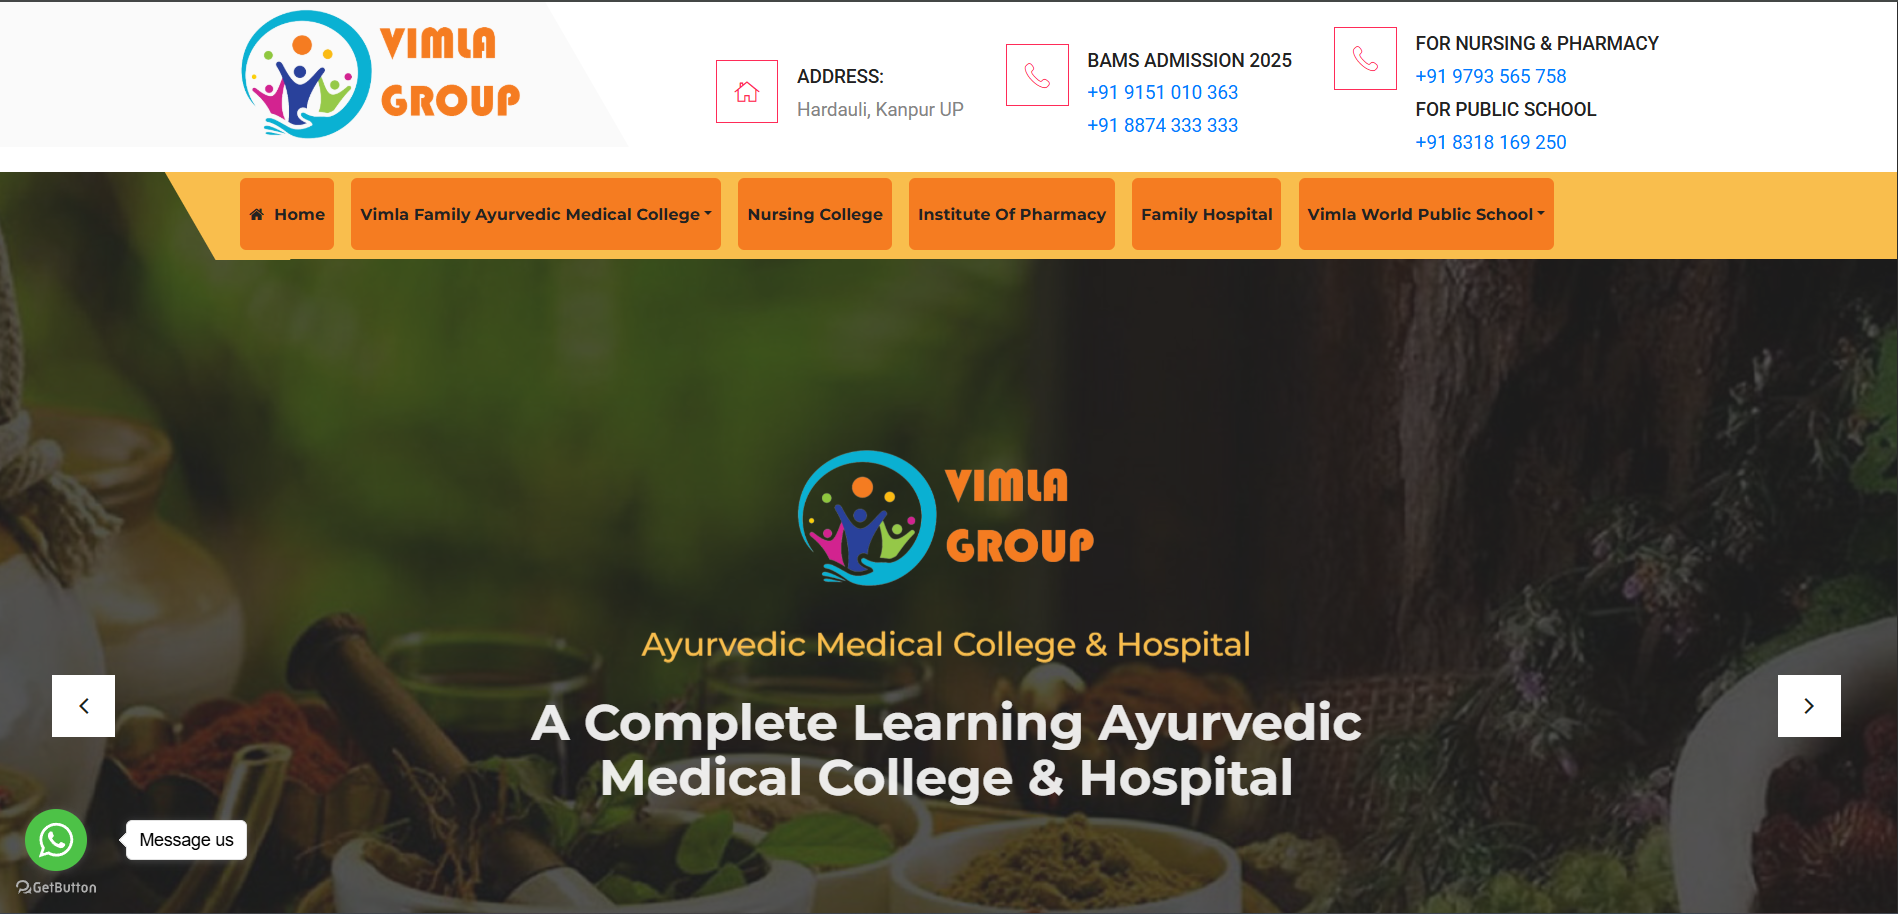 VIMLA
GROUP
ADDRESS:
Hardauli, Kanpur UP
BAMS ADMISSION 2025
+91 9151 010 363
+91 8874 333 333
FOR NURSING & PHARMACY
+91 9793 565 758
FOR PUBLIC SCHOOL
+91 8318 169 250
Home
Vimla Family Ayurvedic Medical College
Nursing College
Institute Of Pharmacy
Family Hospital
Vimla World Public School
VIMLA
GROUP
Ayurvedic Medical College & Hospital
A Complete Learning Ayurvedic
Medical College & Hospital
Message us
GetButton